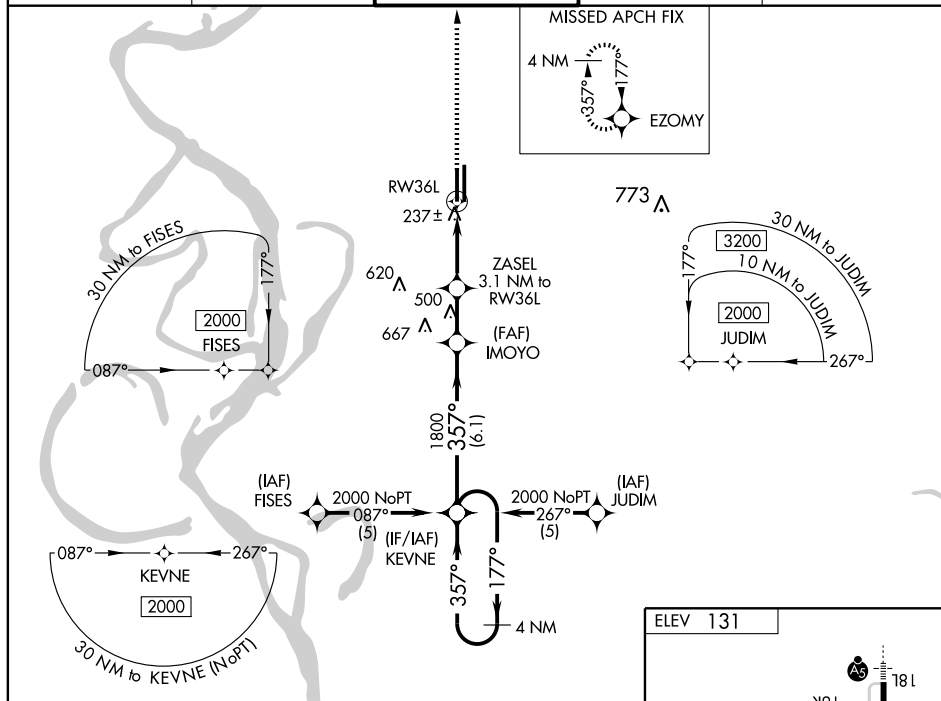 MISSED APCH FIX
4 NM
357°
177°
EZOMY
RW36L
237±
773
30 NM to FISES
177°
2000
FISES
087°
620
500
667
ZASEL
3.1 NM to
RW36L
(FAF)
IMOYO
30 NM to JUDIM
3200
10 NM to JUDIM
177°
2000
JUDIM
267°
1800
357°
(6.1)
(IAF)
FISES
2000 NoPT
087°
(5)
(IF/IAF)
KEVNE
2000 NoPT
267°
(5)
(IAF)
JUDIM
357°
177°
4 NM
087°
267°
KEVNE
2000
30 NM to KEVNE (NoPT)
ELEV 131
A5
18L